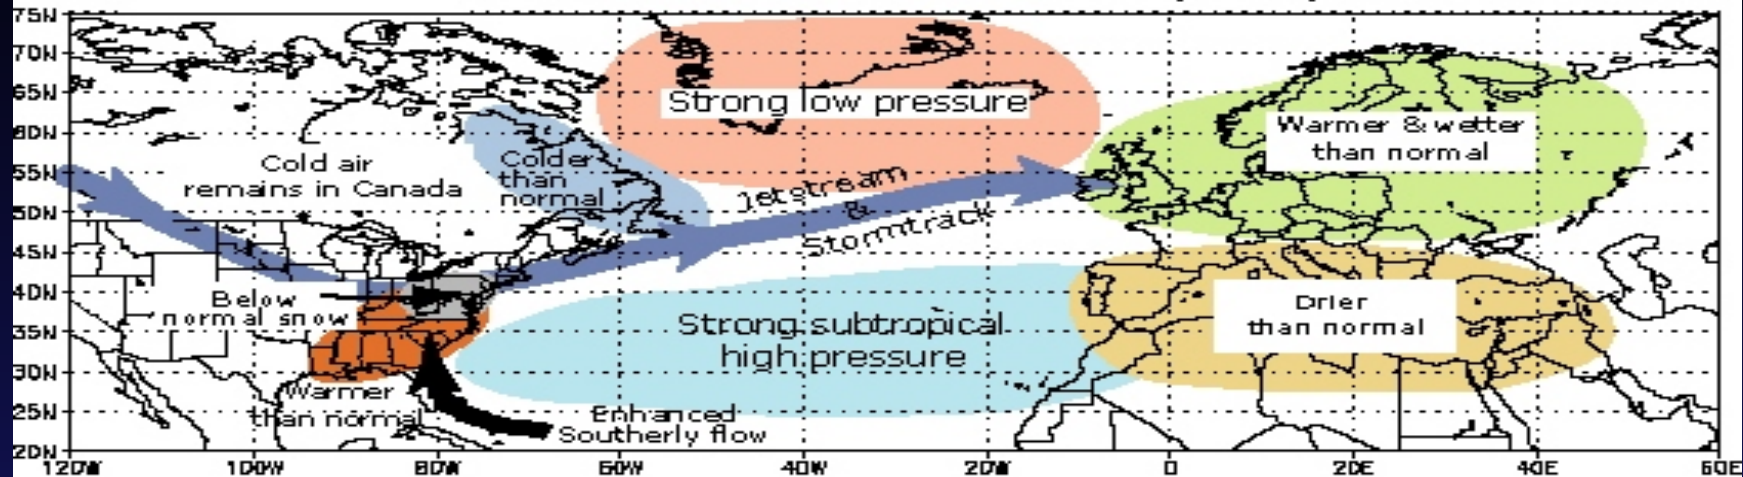 75N
70N
65N
60N
55N
50N
45N
40N
35N
30N
25N
20N
Strong low pressure
Warmer & wetter
than normal
Cold air
remains in Canada
Colder
than
normal
Jetstream
&
Stormtrack
Below
normal snow
Strong subtropical
high pressure
Drier
than normal
Warmer
than normal
Enhanced
Southerly flow
120W 100W 80W 60W 40W 20W 0 20E 40E 60E